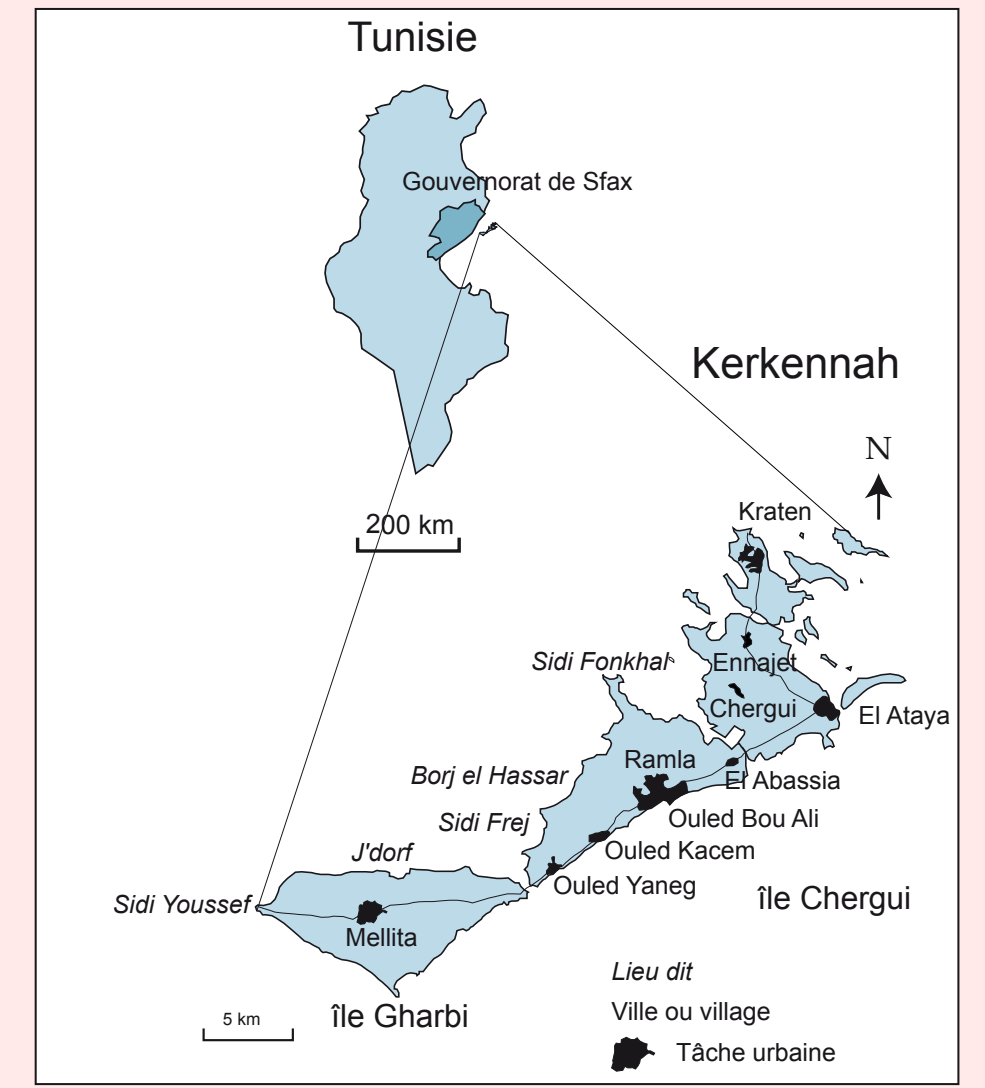 Tunisie
Gouvernorat de Sfax
Kerkennah
N
200 km
Kraten
Sidi Fonkhal
Ennajet
Chergui
El Ataya
Ramla
Borj el Hassar
El Abassia
Sidi Frej
Ouled Bou Ali
J'dorf
Ouled Kacem
Ouled Yaneg
île Chergui
Sidi Youssef
Mellita
Lieu dit
Ville ou village
île Gharbi
5 km
Tâche urbaine